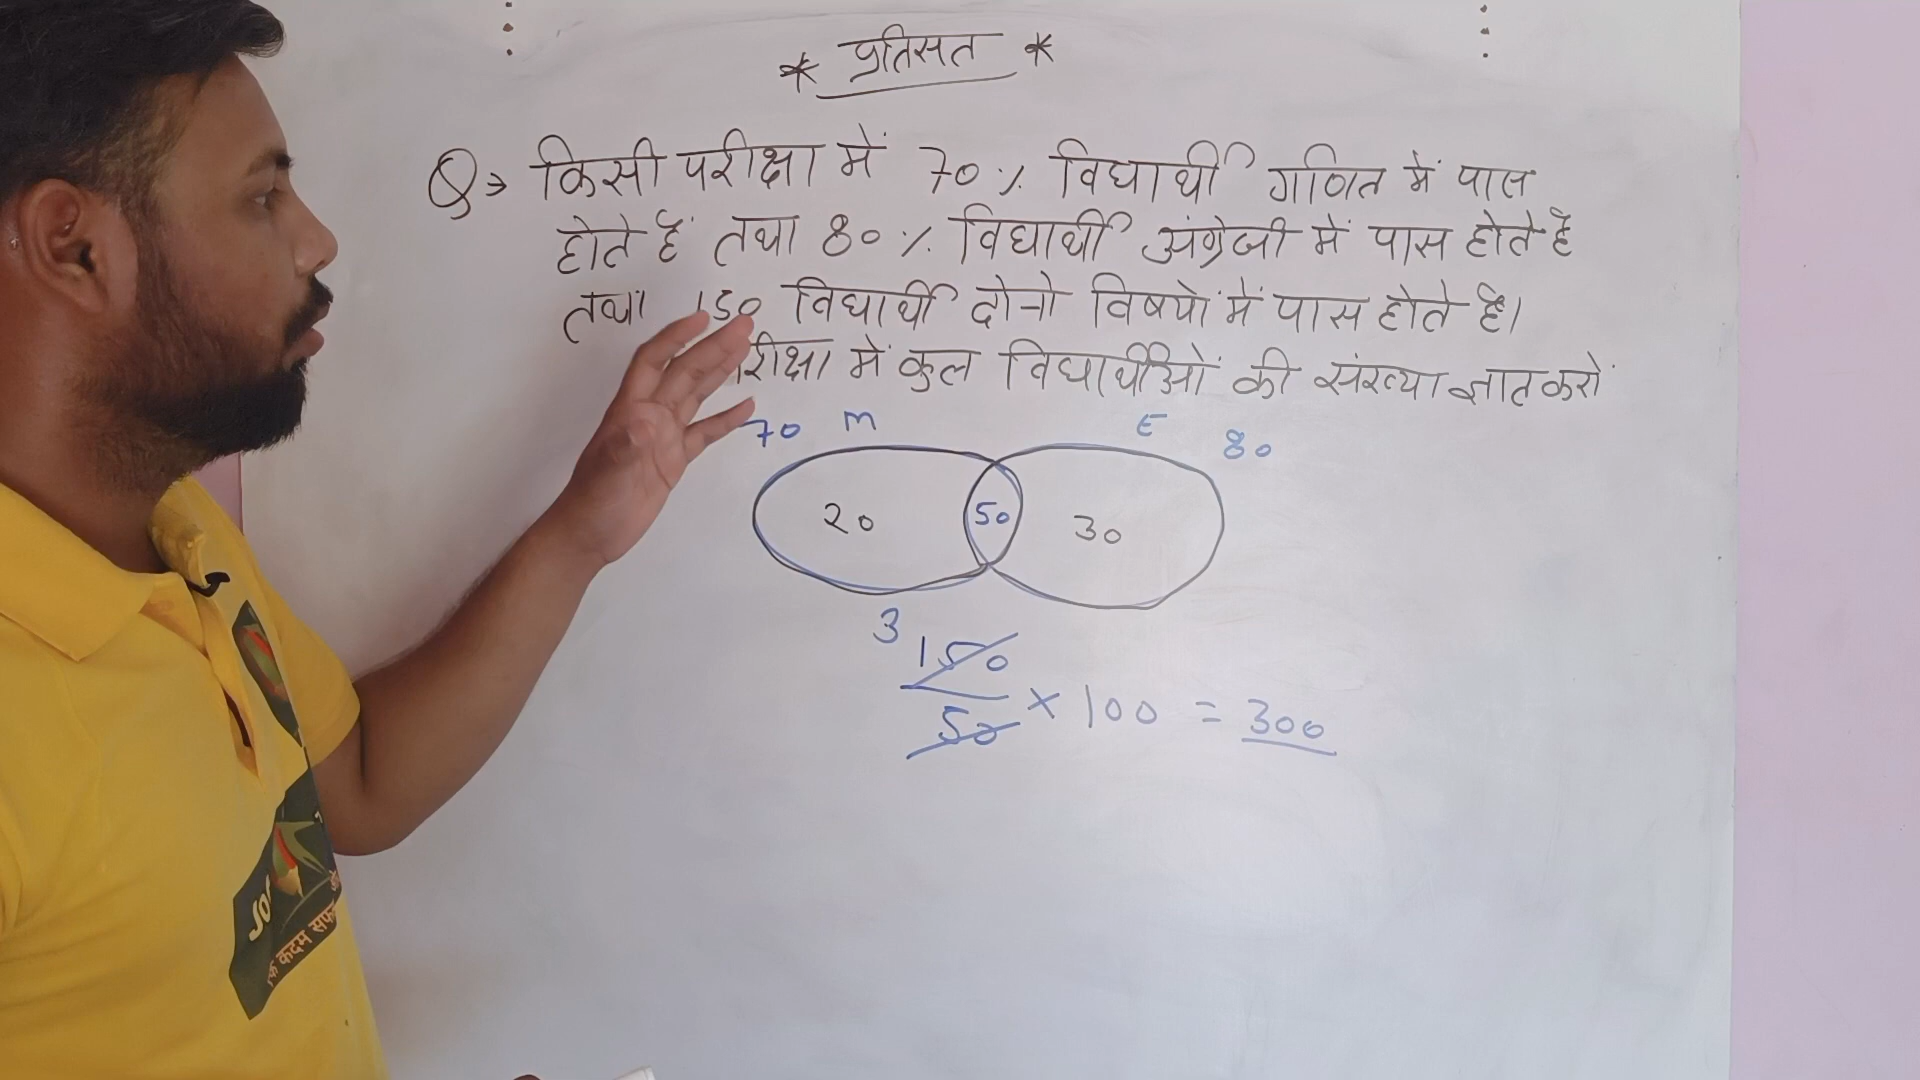 * प्रतिसत *
Q⇒ किसी परीक्षा में 70% विद्यार्थी गणित में पास
होते हैं तथा 80% विद्यार्थी अंग्रेजी में पास होते है
तथा 150 विद्यार्थी दोनो विषयों में पास होते है।
रीक्षा में कुल विद्यार्थीओं की संख्या ज्ञात करो
70 M E 80
20 50 30
3
150
50 × 100 = 300
कदम